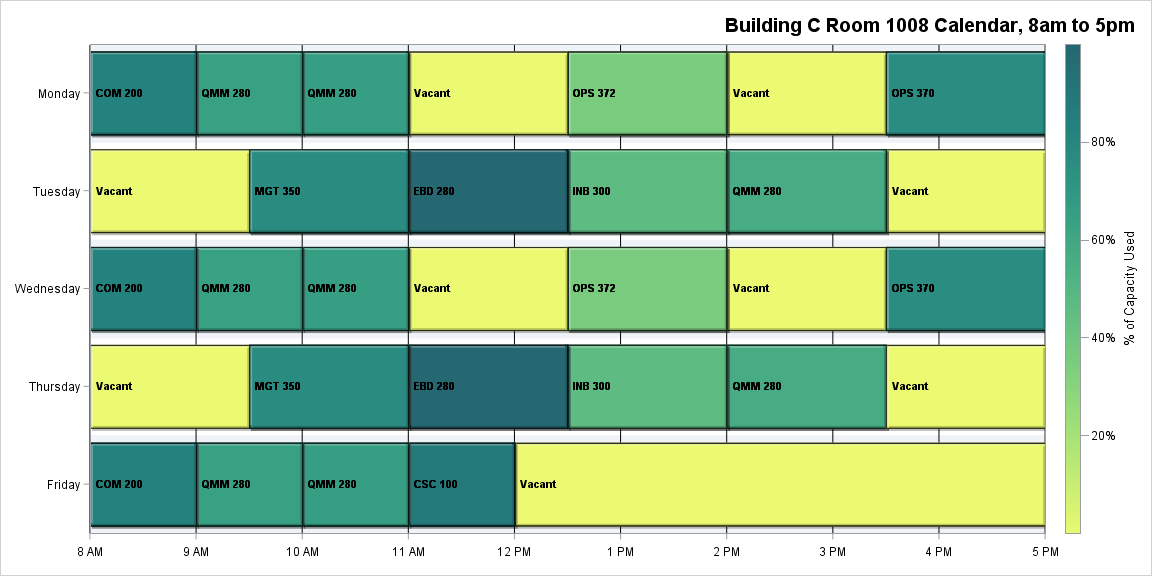 Building C Room 1008 Calendar, 8am to 5pm
Monday
COM 200
QMM 280
QMM 280
Vacant
OPS 372
Vacant
OPS 370
Tuesday
Vacant
MGT 350
EBD 280
INB 300
QMM 280
Vacant
Wednesday
COM 200
QMM 280
QMM 280
Vacant
OPS 372
Vacant
OPS 370
Thursday
Vacant
MGT 350
EBD 280
INB 300
QMM 280
Vacant
Friday
COM 200
QMM 280
QMM 280
CSC 100
Vacant
8 AM
9 AM
10 AM
11 AM
12 PM
1 PM
2 PM
3 PM
4 PM
5 PM
80%
60%
40%
20%
% of Capacity Used